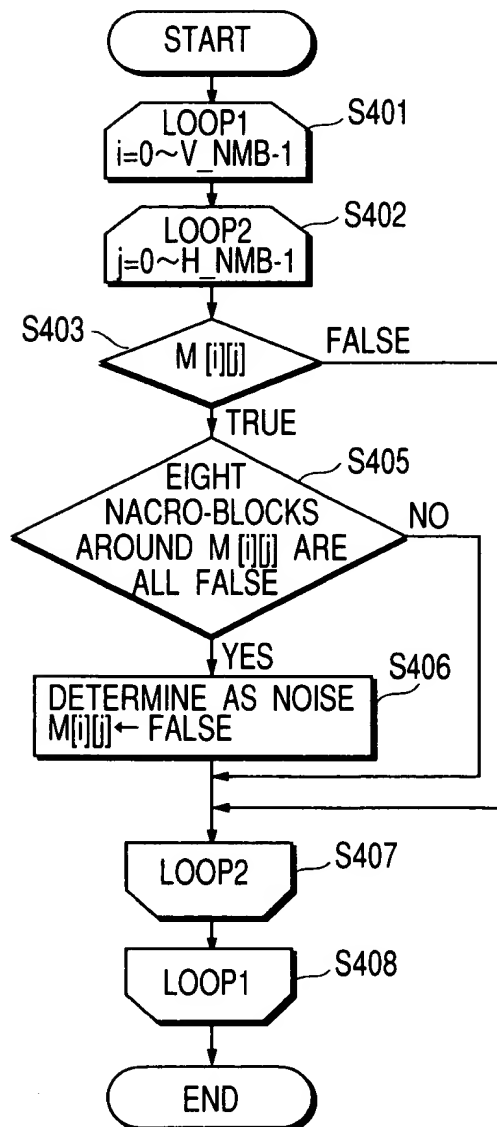 START
LOOP1
i=0~V_NMB-1
S401
LOOP2
j=0~H_NMB-1
S402
S403
M[i][j]
FALSE
TRUE
EIGHT
NACRO-BLOCKS
AROUND M[i][j] ARE
ALL FALSE
S405
NO
YES
DETERMINE AS NOISE
M[i][j]← FALSE
S406
LOOP2
S407
LOOP1
S408
END